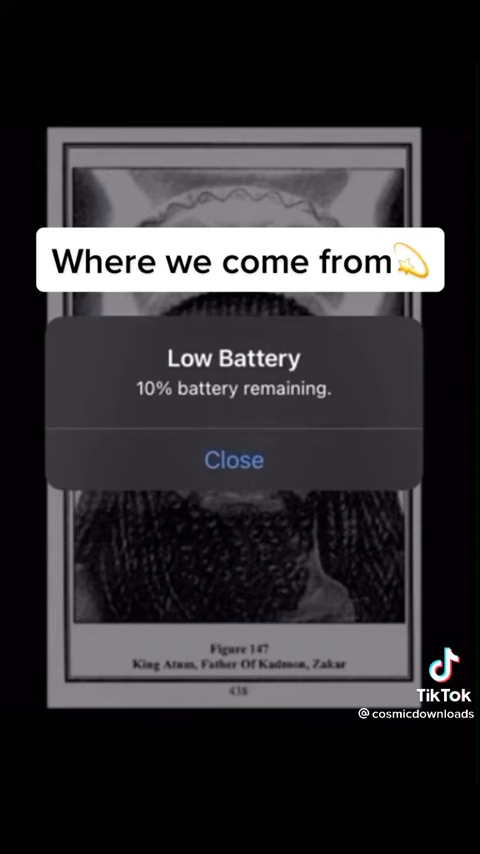 Where we come from💫
Low Battery
10% battery remaining.
Close
Figure 147
King Atum, Father Of Kadmon, Zakar
438
TikTok
@cosmicdownloads